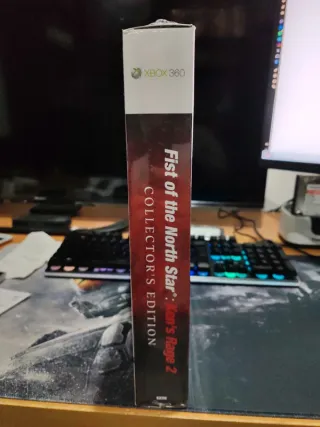 XBOX 360
Fist of the North Star®: Ken's Rage 2
COLLECTOR'S EDITION